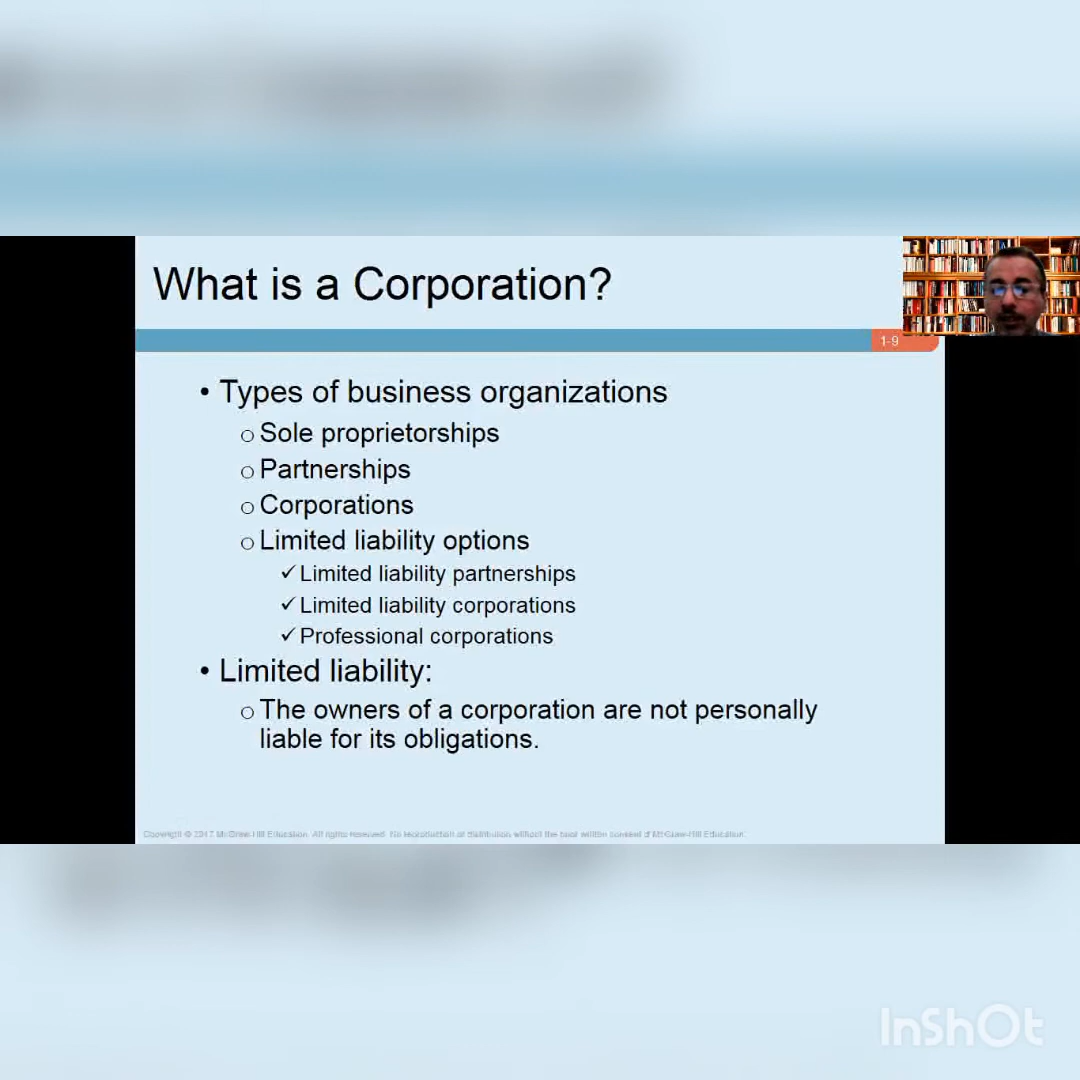 What is a Corporation?
1-9
• Types of business organizations
o Sole proprietorships
o Partnerships
o Corporations
o Limited liability options
✓ Limited liability partnerships
✓ Limited liability corporations
✓ Professional corporations
• Limited liability:
o The owners of a corporation are not personally
liable for its obligations.
Copyright © 2017 McGraw-Hill Education. All rights reserved. No reproduction or distribution without the prior written consent of McGraw-Hill Education.
InShOt